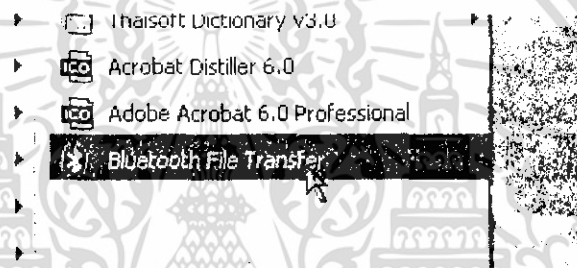 Thaisoft Dictionary v3.0
Acrobat Distiller 6.0
Adobe Acrobat 6.0 Professional
Bluetooth File Transfer